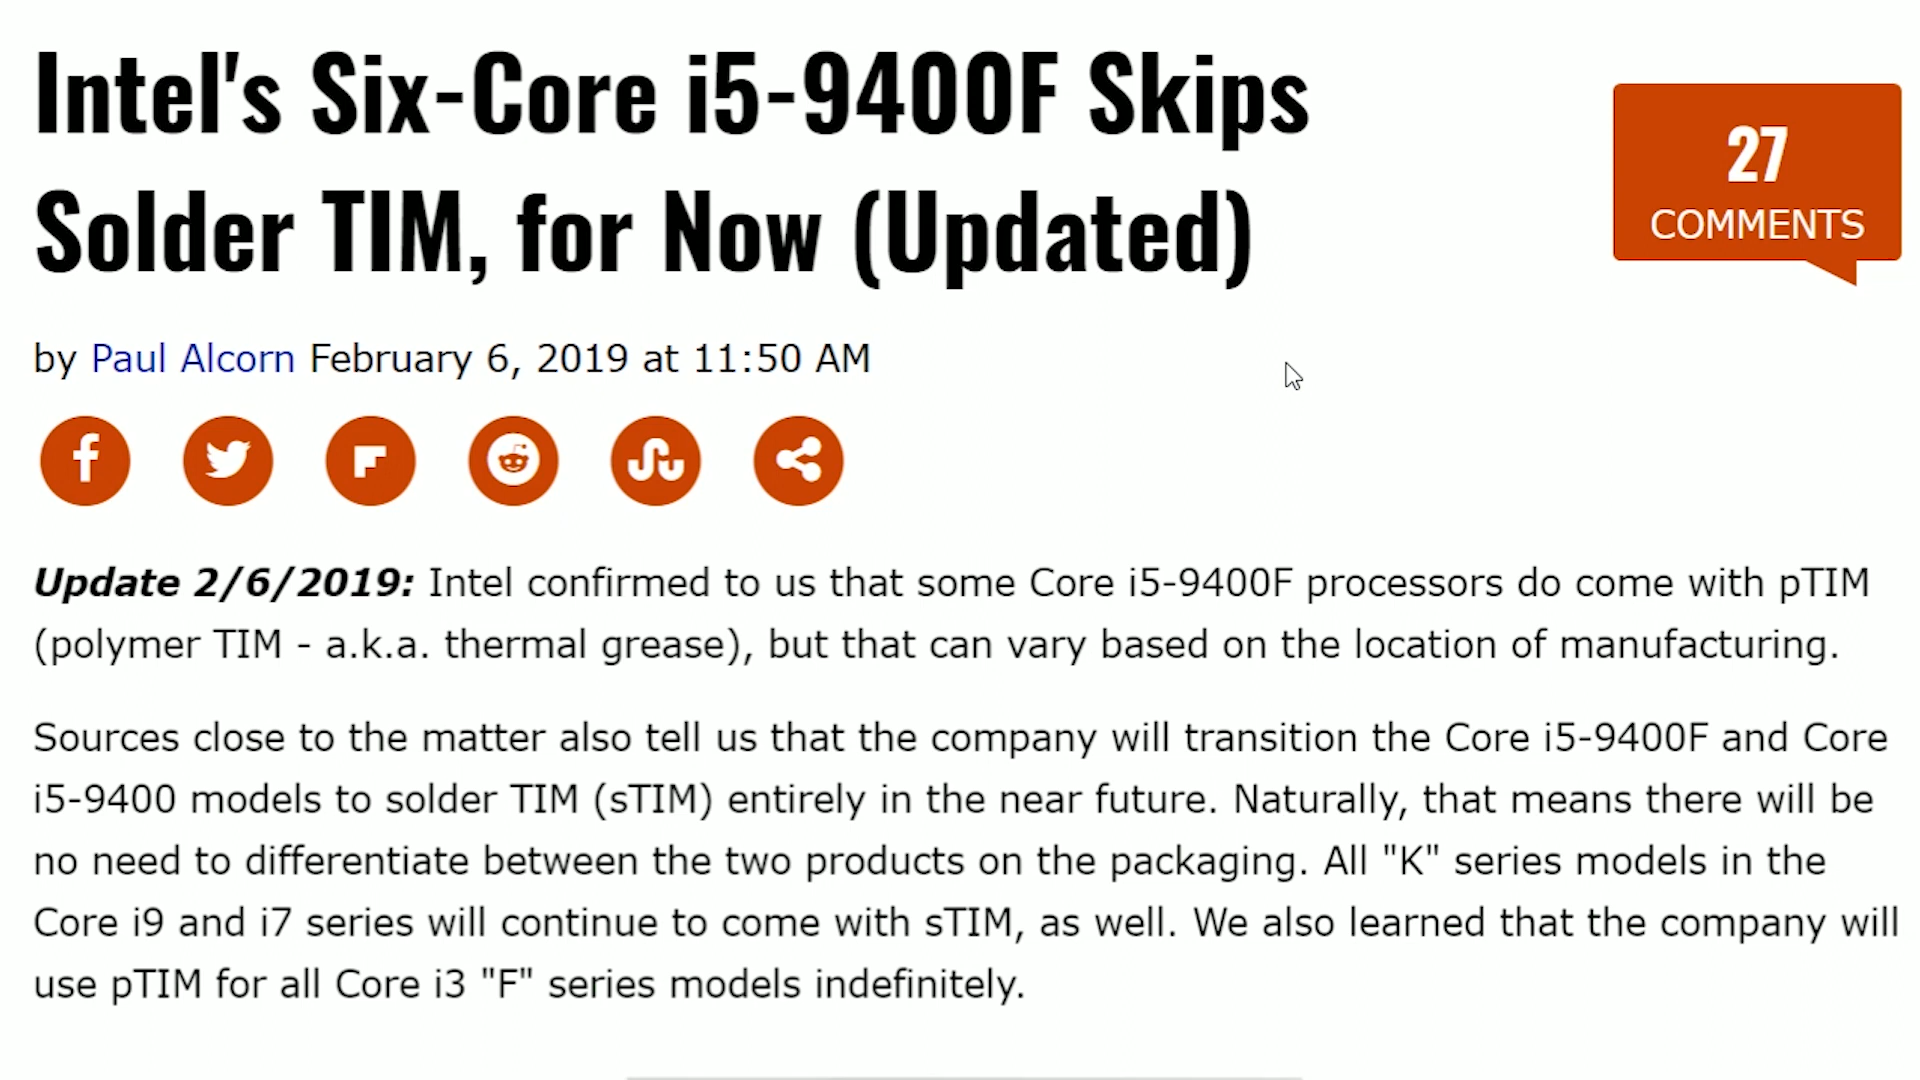 Intel's Six-Core i5-9400F Skips
Solder TIM, for Now (Updated)
27
COMMENTS
by Paul Alcorn February 6, 2019 at 11:50 AM
Update 2/6/2019: Intel confirmed to us that some Core i5-9400F processors do come with pTIM
(polymer TIM - a.k.a. thermal grease), but that can vary based on the location of manufacturing.
Sources close to the matter also tell us that the company will transition the Core i5-9400F and Core
i5-9400 models to solder TIM (sTIM) entirely in the near future. Naturally, that means there will be
no need to differentiate between the two products on the packaging. All "K" series models in the
Core i9 and i7 series will continue to come with sTIM, as well. We also learned that the company will
use pTIM for all Core i3 "F" series models indefinitely.